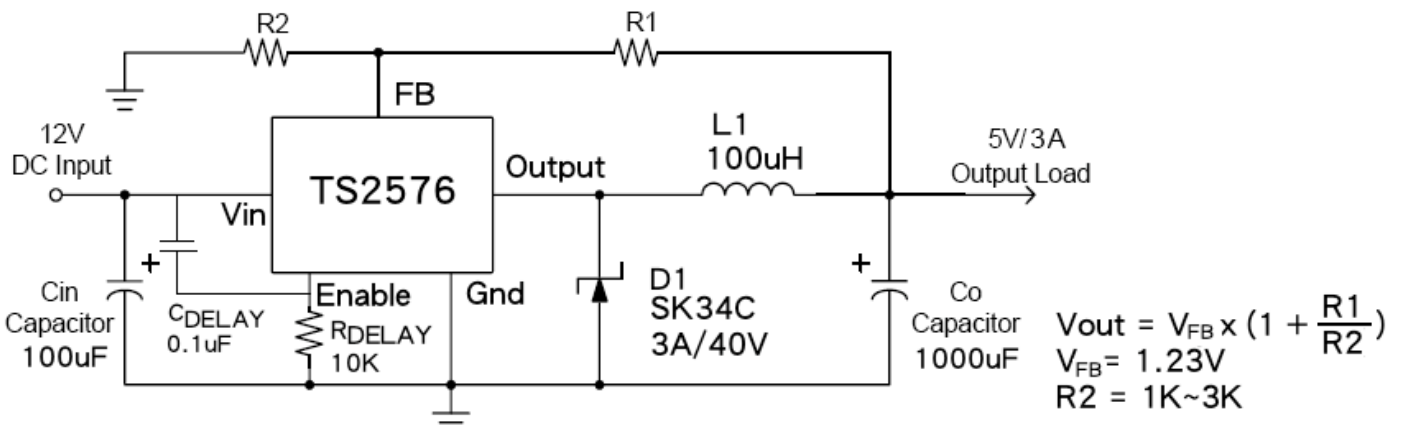 R2
R1
FB
12V
DC Input
L1
100uH
5V/3A
Output Load
Output
TS2576
Vin
+
+
Enable
Gnd
Cin
Capacitor
100uF
CDELAY
0.1uF
RDELAY
10K
D1
SK34C
3A/40V
Co
Capacitor
1000uF
Vout = VFB x (1 + R1/R2)
VFB= 1.23V
R2 = 1K~3K